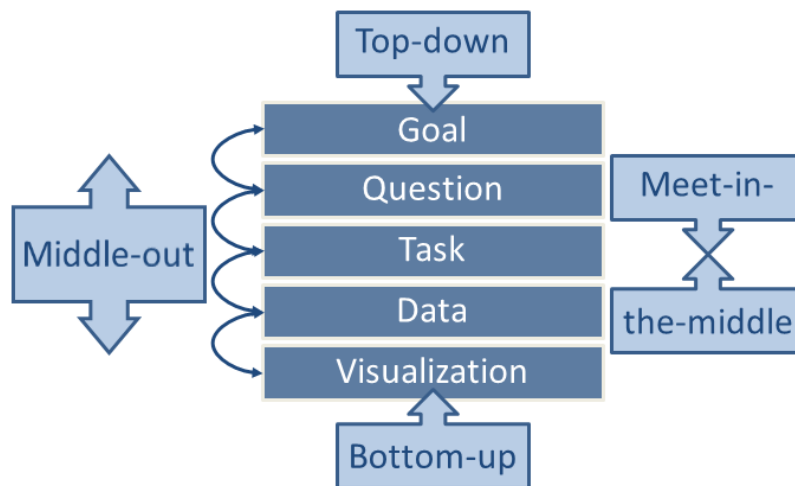 Top-down
Goal
Question
Meet-in-
Middle-out
Task
Data
the-middle
Visualization
Bottom-up